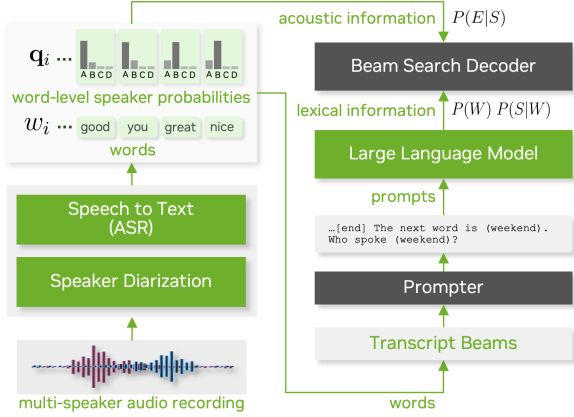 acoustic information P(E|S)
q_i ...
A B C D A B C D A B C D A B C D
word-level speaker probabilities
w_i ... good you great nice
words
Speech to Text
(ASR)
Speaker Diarization
multi-speaker audio recording
Beam Search Decoder
lexical information P(W) P(S|W)
Large Language Model
prompts
…[end] The next word is (weekend).
Who spoke (weekend)?
Prompter
Transcript Beams
words